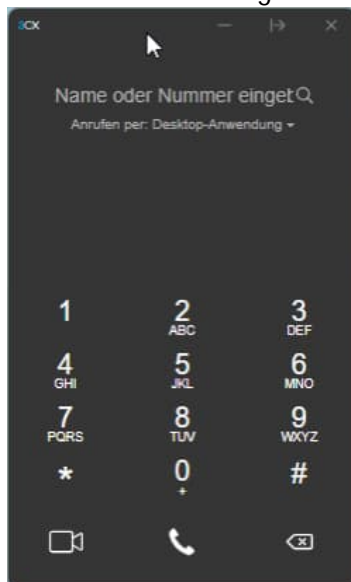 3CX
Name oder Nummer einget
Anrufen per: Desktop-Anwendung
1 2 3
ABC DEF
4 5 6
GHI JKL MNO
7 8 9
PQRS TUV WXYZ
* 0 #
+